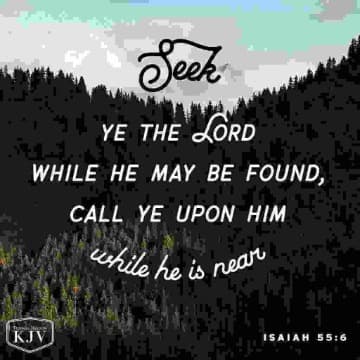 Seek
YE THE LORD
WHILE HE MAY BE FOUND,
CALL YE UPON HIM
while he is near
KJV
ISAIAH 55:6